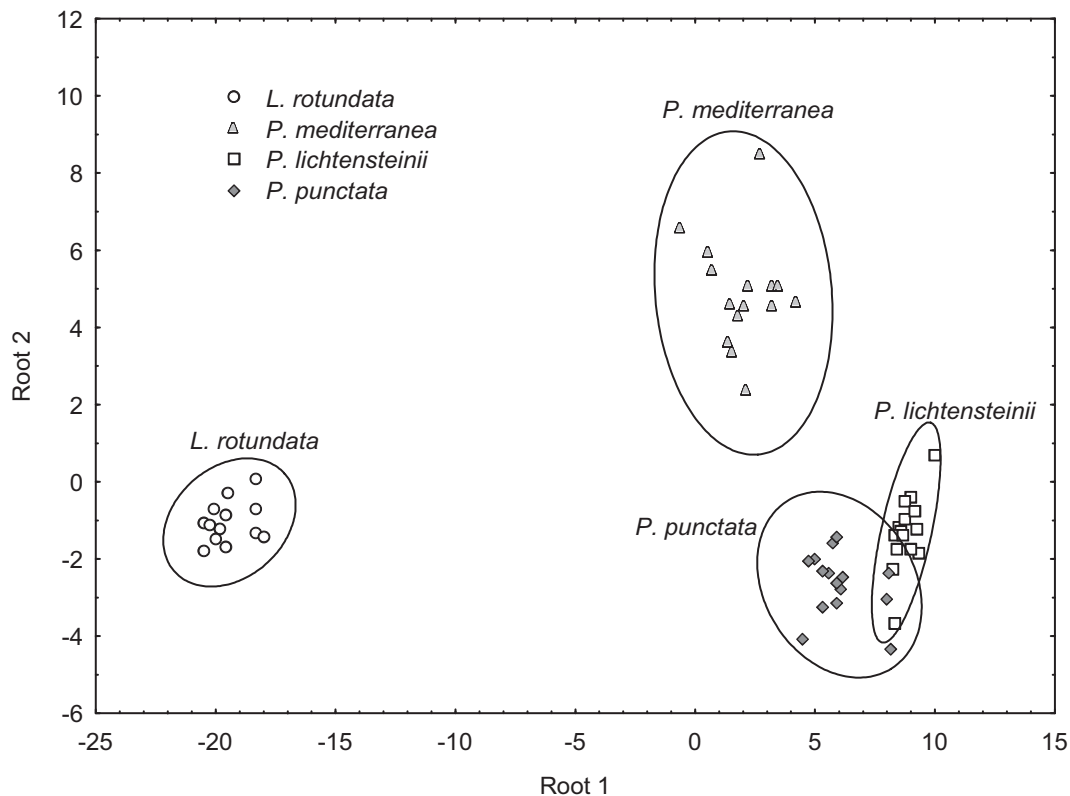 12
10
8
6
4
2
0
-2
-4
-6
Root 2
L. rotundata
P. mediterranea
P. lichtensteinii
P. punctata
P. mediterranea
P. lichtensteinii
L. rotundata
P. punctata
-25 -20 -15 -10 -5 0 5 10 15
Root 1